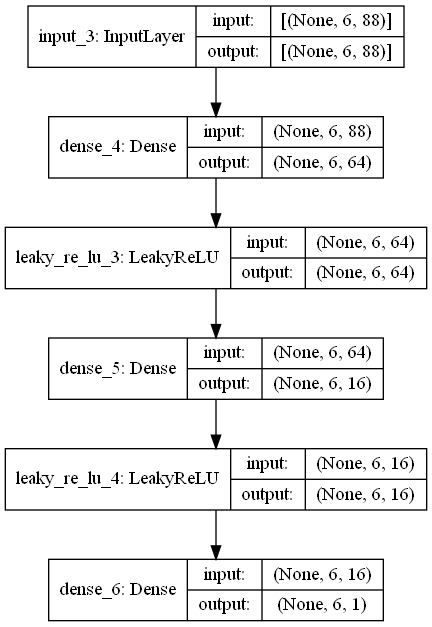 input_3: InputLayer
input: [(None, 6, 88)]
output: [(None, 6, 88)]
dense_4: Dense
input: (None, 6, 88)
output: (None, 6, 64)
leaky_re_lu_3: LeakyReLU
input: (None, 6, 64)
output: (None, 6, 64)
dense_5: Dense
input: (None, 6, 64)
output: (None, 6, 16)
leaky_re_lu_4: LeakyReLU
input: (None, 6, 16)
output: (None, 6, 16)
dense_6: Dense
input: (None, 6, 16)
output: (None, 6, 1)